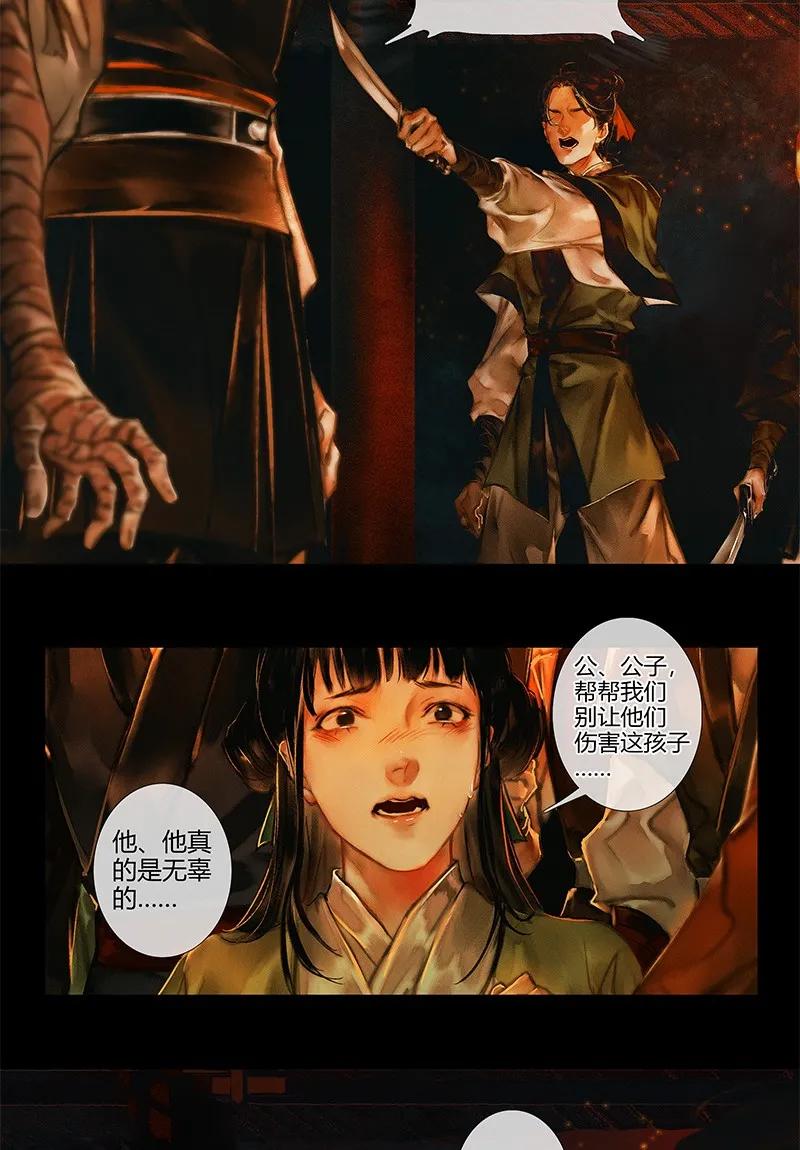 公、公子，
帮帮我们
别让他们
伤害这孩子
……
他、他真
的是无辜
的……